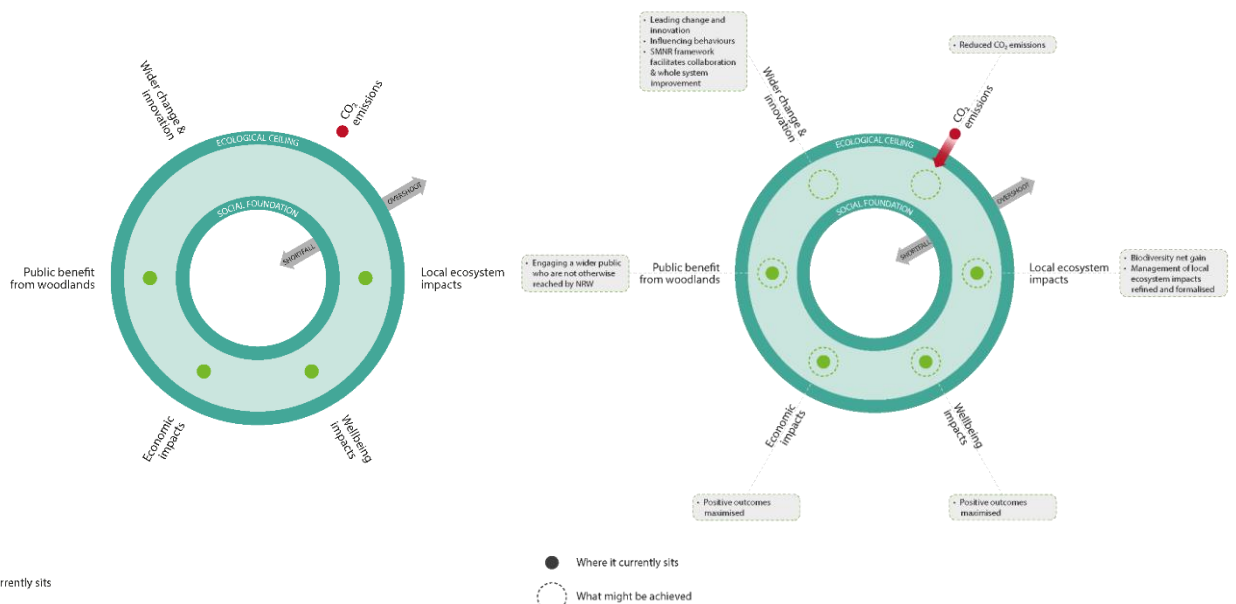 Wider change &
innovation
CO₂
emissions
ECOLOGICAL CEILING
OVERSHOOT
SOCIAL FOUNDATION
SHORTFALL
Public benefit
from woodlands
Local ecosystem
impacts
Economic
impacts
Wellbeing
impacts
rrently sits
• Leading change and
innovation
• Influencing behaviours
• SMNR framework
facilitates collaboration
& whole system
improvement
• Reduced CO₂ emissions
Wider change &
innovation
CO₂
emissions
ECOLOGICAL CEILING
OVERSHOOT
SOCIAL FOUNDATION
SHORTFALL
• Engaging a wider public
who are not otherwise
reached by NRW
Public benefit
from woodlands
Local ecosystem
impacts
• Biodiversity net gain
• Management of local
ecosystem impacts
refined and formalised
Economic
impacts
Wellbeing
impacts
• Positive outcomes
maximised
• Positive outcomes
maximised
Where it currently sits
What might be achieved